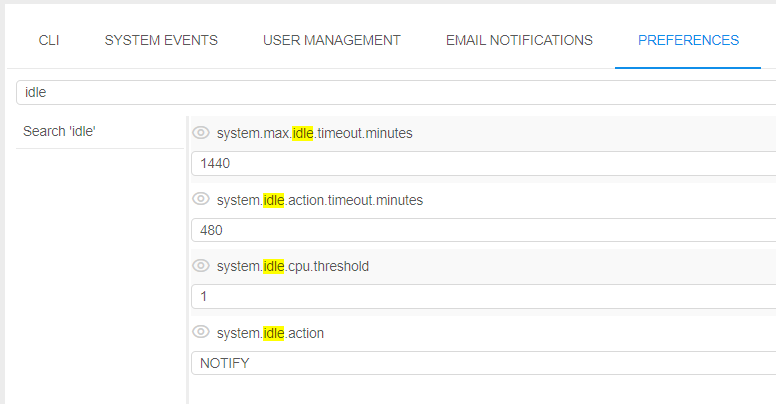 CLI SYSTEM EVENTS USER MANAGEMENT EMAIL NOTIFICATIONS PREFERENCES
idle
Search 'idle'
system.max.idle.timeout.minutes
1440
system.idle.action.timeout.minutes
480
system.idle.cpu.threshold
1
system.idle.action
NOTIFY